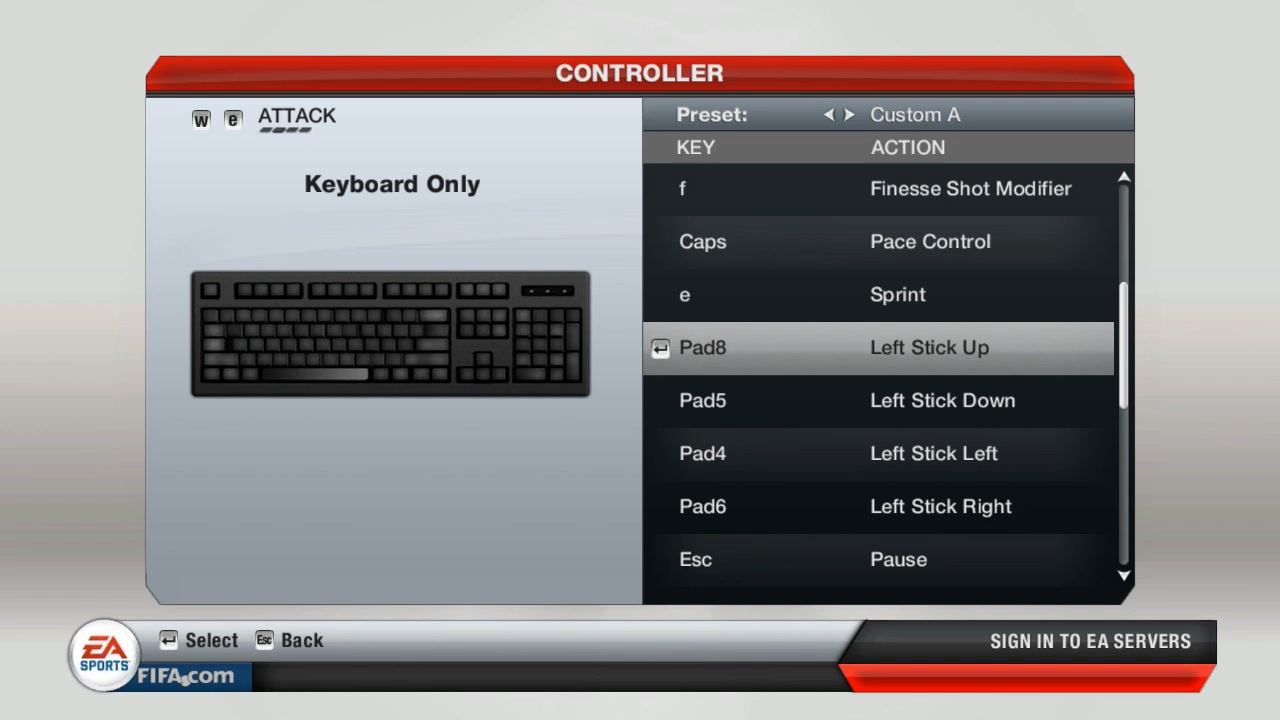 CONTROLLER
w e ATTACK
Keyboard Only
Preset: Custom A
KEY ACTION
f Finesse Shot Modifier
Caps Pace Control
e Sprint
Pad8 Left Stick Up
Pad5 Left Stick Down
Pad4 Left Stick Left
Pad6 Left Stick Right
Esc Pause
Select Esc Back
SIGN IN TO EA SERVERS
EA
SPORTS
FIFA.com